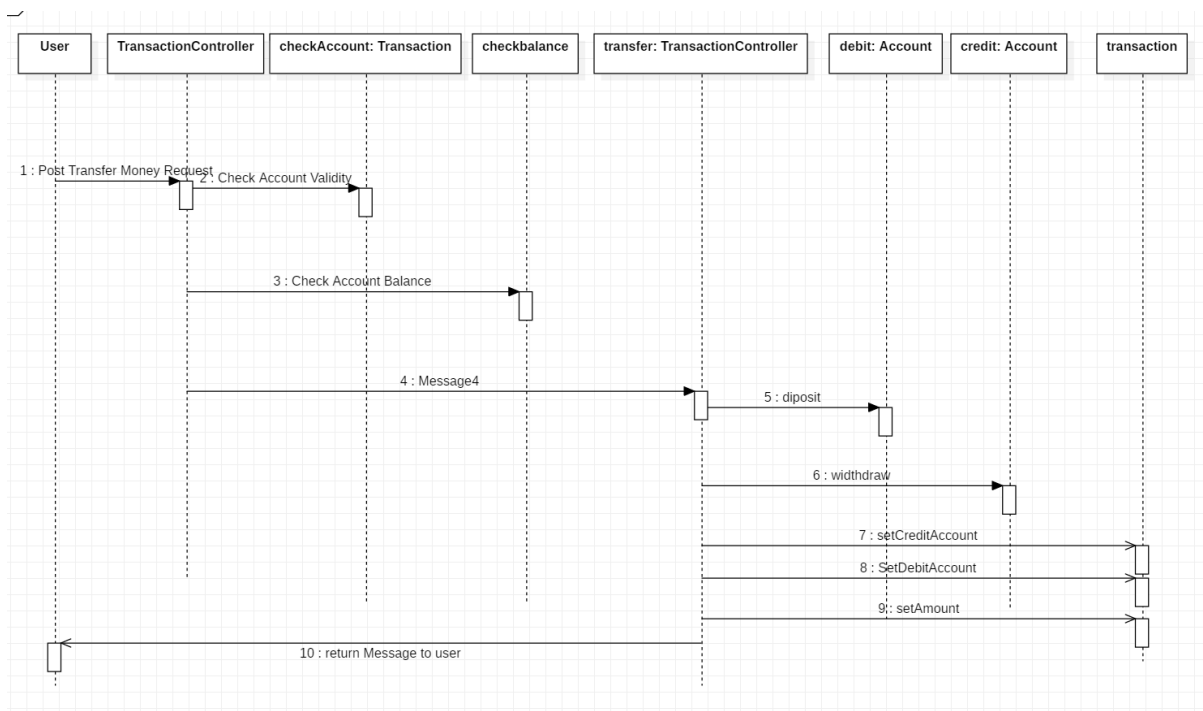 User
TransactionController
checkAccount: Transaction
checkbalance
transfer: TransactionController
debit: Account
credit: Account
transaction
1 : Post Transfer Money Request
2 : Check Account Validity
3 : Check Account Balance
4 : Message4
5 : diposit
6 : widthdraw
7 : setCreditAccount
8 : SetDebitAccount
9 : setAmount
10 : return Message to user